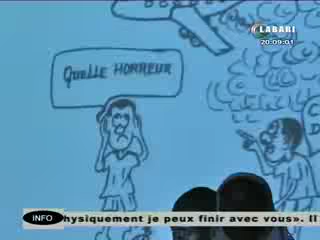 LABARI
20:09:01
QUELLE HORREUR
INFO
hysiquement je peux finir avec vous». Il